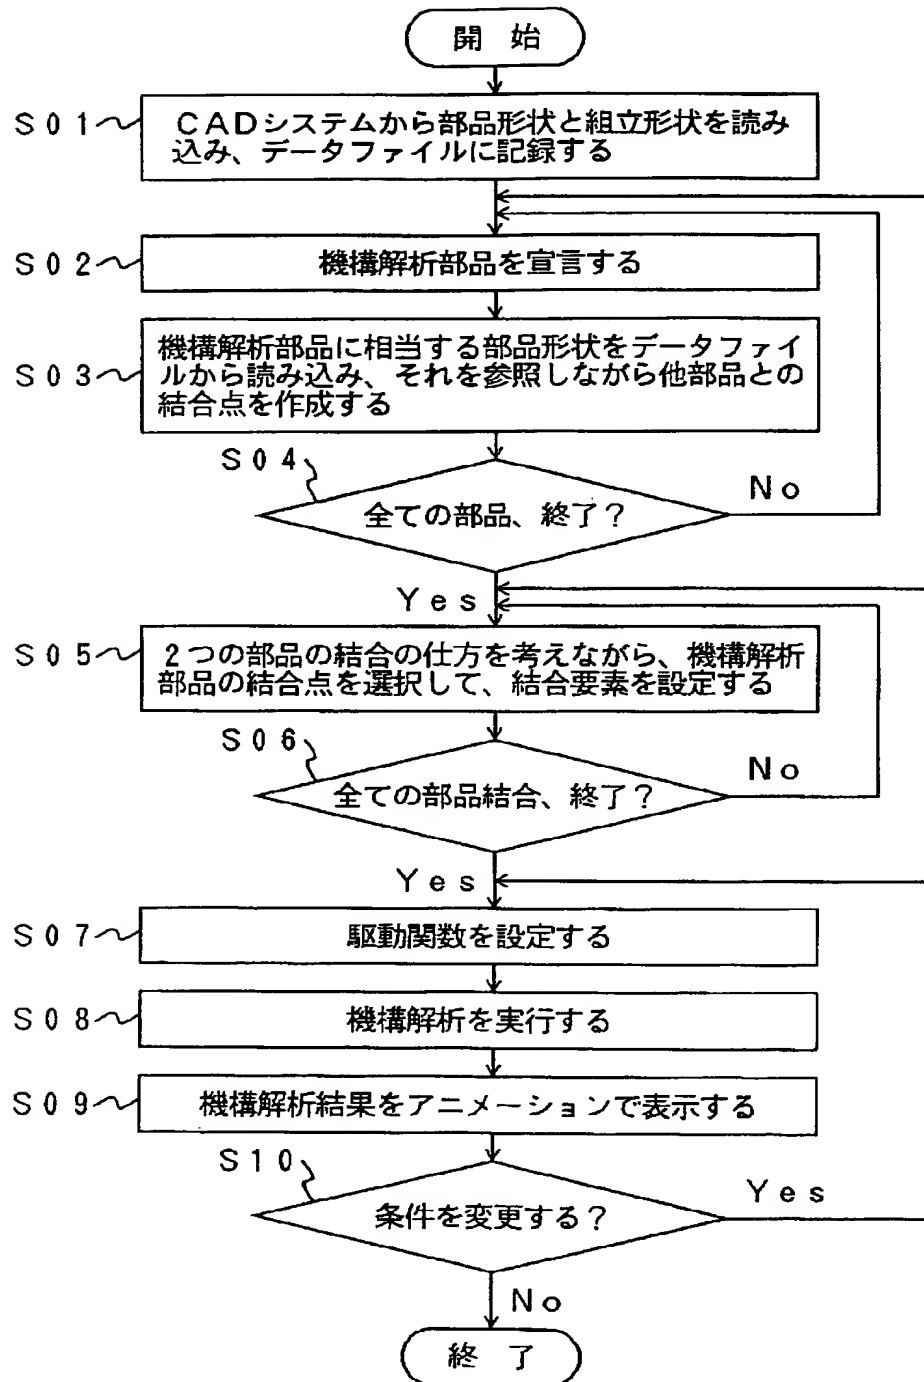 開 始
S01
CADシステムから部品形状と組立形状を読み
込み、データファイルに記録する
S02
機構解析部品を宣言する
S03
機構解析部品に相当する部品形状をデータファイ
ルから読み込み、それを参照しながら他部品との
結合点を作成する
S04
全ての部品、終了？
No
Yes
S05
2つの部品の結合の仕方を考えながら、機構解析
部品の結合点を選択して、結合要素を設定する
S06
全ての部品結合、終了？
No
Yes
S07
駆動関数を設定する
S08
機構解析を実行する
S09
機構解析結果をアニメーションで表示する
S10
条件を変更する？
Yes
No
終 了